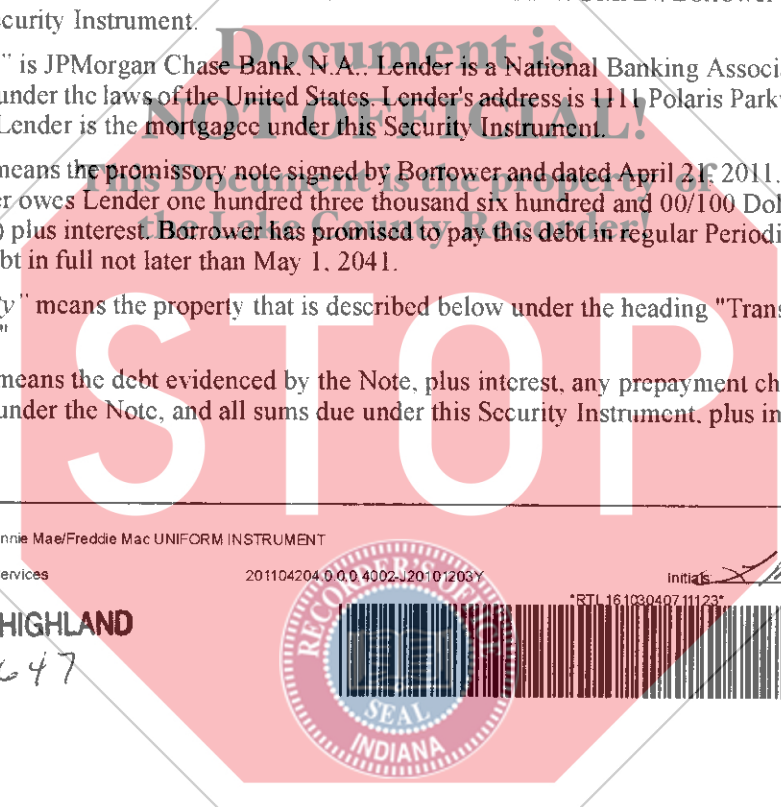 ecurity Instrument.
Document is
" is JPMorgan Chase Bank, N.A.. Lender is a National Banking Associa
under the laws of the United States. Lender's address is 1111 Polaris Park
NOT OFFICIAL!
Lender is the mortgagee under this Security Instrument.
means the promissory note signed by Borrower and dated April 21, 2011.
This Document is the property of
er owes Lender one hundred three thousand six hundred and 00/100 Dol
the Lake County Recorder!
) plus interest. Borrower has promised to pay this debt in regular Periodi
bt in full not later than May 1, 2041.
y" means the property that is described below under the heading "Trans
"
means the debt evidenced by the Note, plus interest, any prepayment ch
under the Note, and all sums due under this Security Instrument, plus in
STOP
nnie Mae/Freddie Mac UNIFORM INSTRUMENT
ervices 201104204.0.0.0.4002-J20101203Y Initials:
*RTL161030407 11123*
HIGHLAND
647
RECORDER'S OFFICE
SEAL
INDIANA